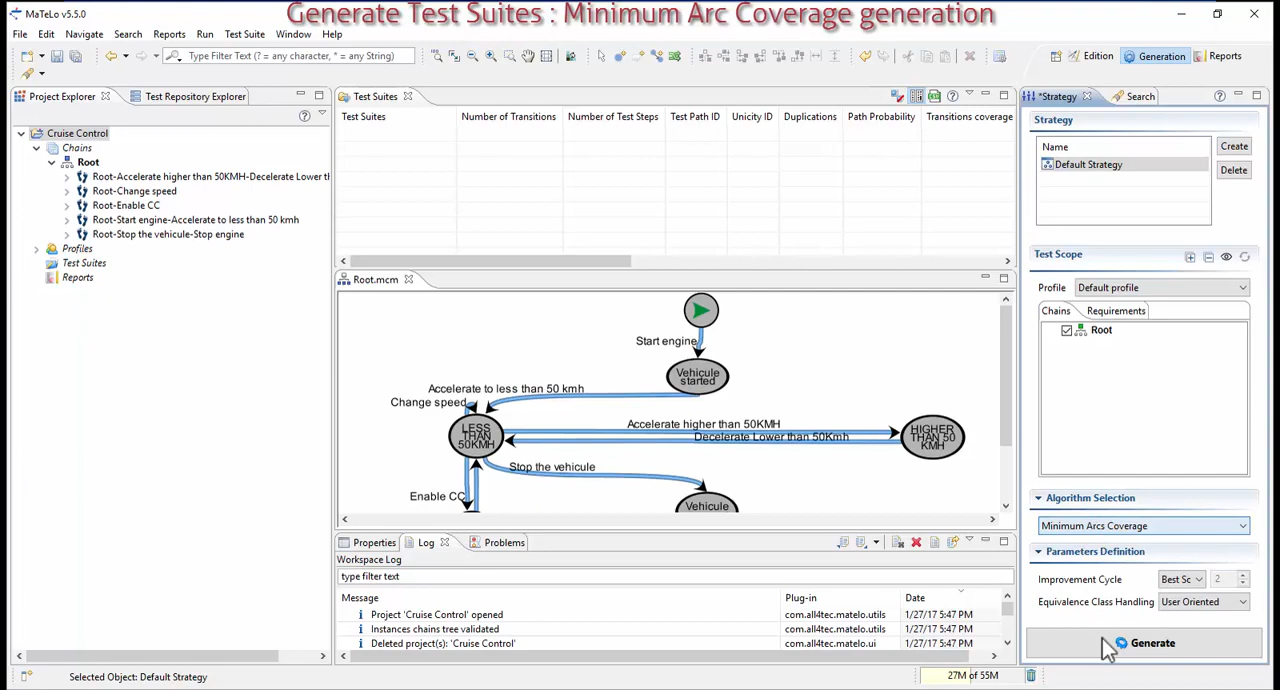 Generate Test Suites : Minimum Arc Coverage generation
MaTeLo v5.5.0
File Edit Navigate Search Reports Run Test Suite Window Help
Type Filter Text (? = any character, * = any String)
Edition Generation Reports
Project Explorer Test Repository Explorer
Cruise Control
Chains
Root
Root-Accelerate higher than 50KMH-Decelerate Lower th
Root-Change speed
Root-Enable CC
Root-Start engine-Accelerate to less than 50 kmh
Root-Stop the vehicule-Stop engine
Profiles
Test Suites
Reports
Test Suites
Test Suites Number of Transitions Number of Test Steps Test Path ID Unicity ID Duplications Path Probability Transitions coverage
Root.mcm
Start engine
Vehicule
started
Accelerate to less than 50 kmh
Change speed
LESS
THAN
50KMH
Accelerate higher than 50KMH
Decelerate Lower than 50Kmh
HIGHER
THAN 50
KMH
Stop the vehicule
Enable CC
Vehicule
Properties Log Problems
Workspace Log
type filter text
Message Plug-in Date
Project 'Cruise Control' opened com.all4tec.matelo.utils 1/27/17 5:47 PM
Instances chains tree validated com.all4tec.matelo.utils 1/27/17 5:47 PM
Deleted project(s): 'Cruise Control' com.all4tec.matelo.ui 1/27/17 5:47 PM
*Strategy Search
Strategy
Name
Default Strategy
Create
Delete
Test Scope
Profile Default profile
Chains Requirements
Root
Algorithm Selection
Minimum Arcs Coverage
Parameters Definition
Improvement Cycle Best Sc 2
Equivalence Class Handling User Oriented
Generate
Selected Object: Default Strategy
27M of 55M